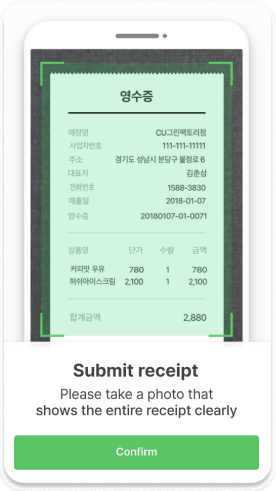 영수증
매장명 CU그린팩토리점
사업자번호 111-111-11111
주소 경기도 성남시 분당구 불정로 6
대표자 김춘삼
전화번호 1588-3830
매출일 2018-01-07
영수증 20180107-01-0071
상품명 단가 수량 금액
커피맛 우유 780 1 780
허쉬아이스크림 2,100 1 2,100
합계금액 2,880
Submit receipt
Please take a photo that
shows the entire receipt clearly
Confirm